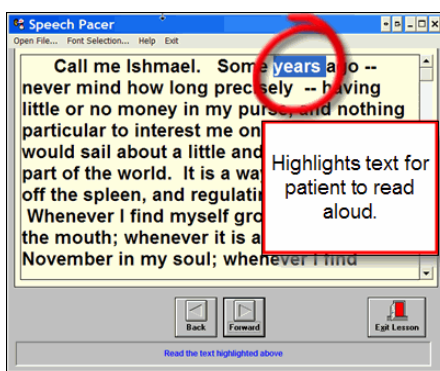 Speech Pacer
Open File... Font Selection... Help Exit
Call me Ishmael. Some years ago --
never mind how long precisely -- having
little or no money in my purse, and nothing
particular to interest me on
would sail about a little and
part of the world. It is a
off the spleen, and
Whenever I find myself
the mouth; whenever it is a
November in my soul; whenever I find
Highlights text for
patient to read
aloud.
Back
Forward
Exit Lesson
Read the text highlighted above